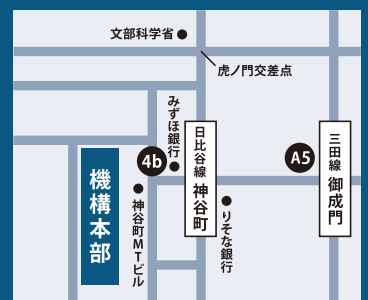 文部科学省
虎ノ門交差点
みずほ銀行
4b
日比谷線 神谷町
A5
三田線 御成門
機構本部
神谷町MTビル
りそな銀行